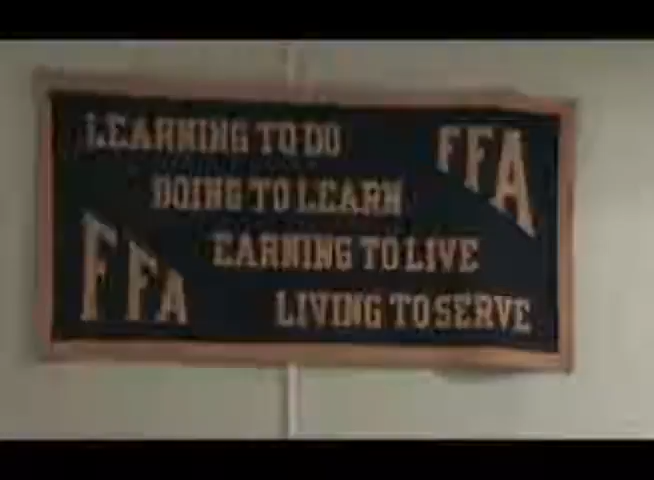 LEARNING TO DO
FFA
DOING TO LEARN
EARNING TO LIVE
FFA
LIVING TO SERVE